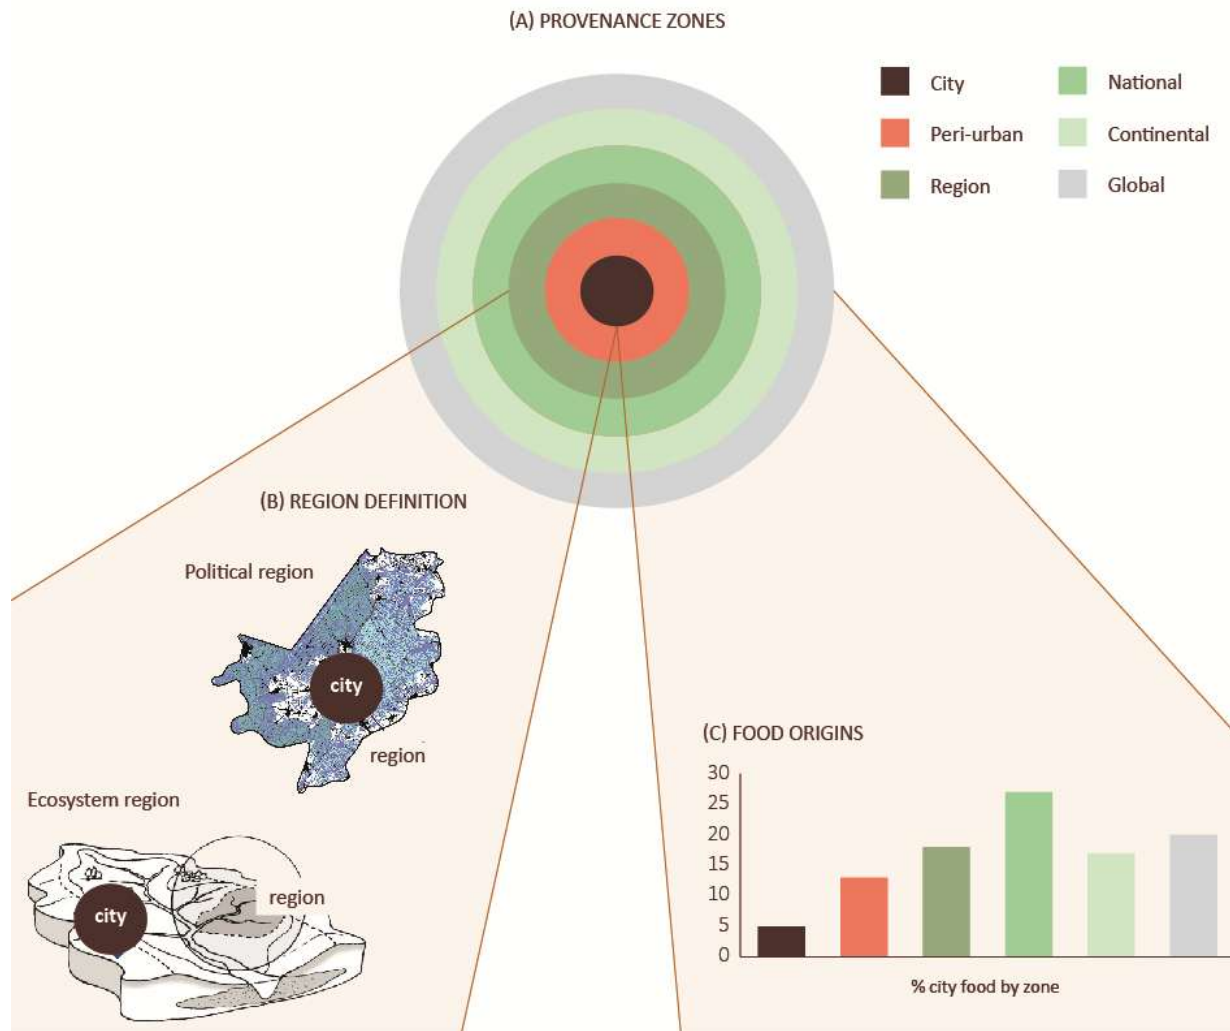 (A) PROVENANCE ZONES
City
National
Peri-urban
Continental
Region
Global
(B) REGION DEFINITION
Political region
city
region
Ecosystem region
city
region
(C) FOOD ORIGINS
30
25
20
15
10
5
0
% city food by zone